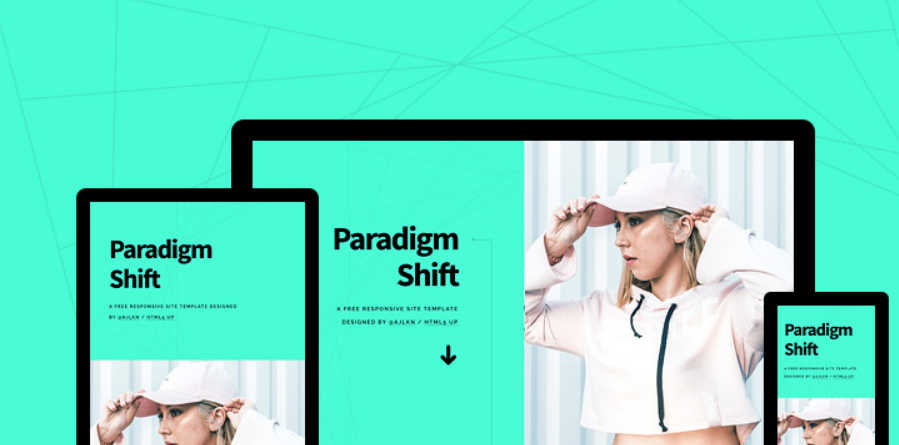 Paradigm
Shift
A FREE RESPONSIVE SITE TEMPLATE DESIGNED
BY @AJLKN / HTML5 UP
Paradigm
Shift
A FREE RESPONSIVE SITE TEMPLATE
DESIGNED BY @AJLKN / HTML5 UP
Paradigm
Shift
A FREE RESPONSIVE SITE TEMPLATE
DESIGNED BY @AJLKN / HTML5 UP